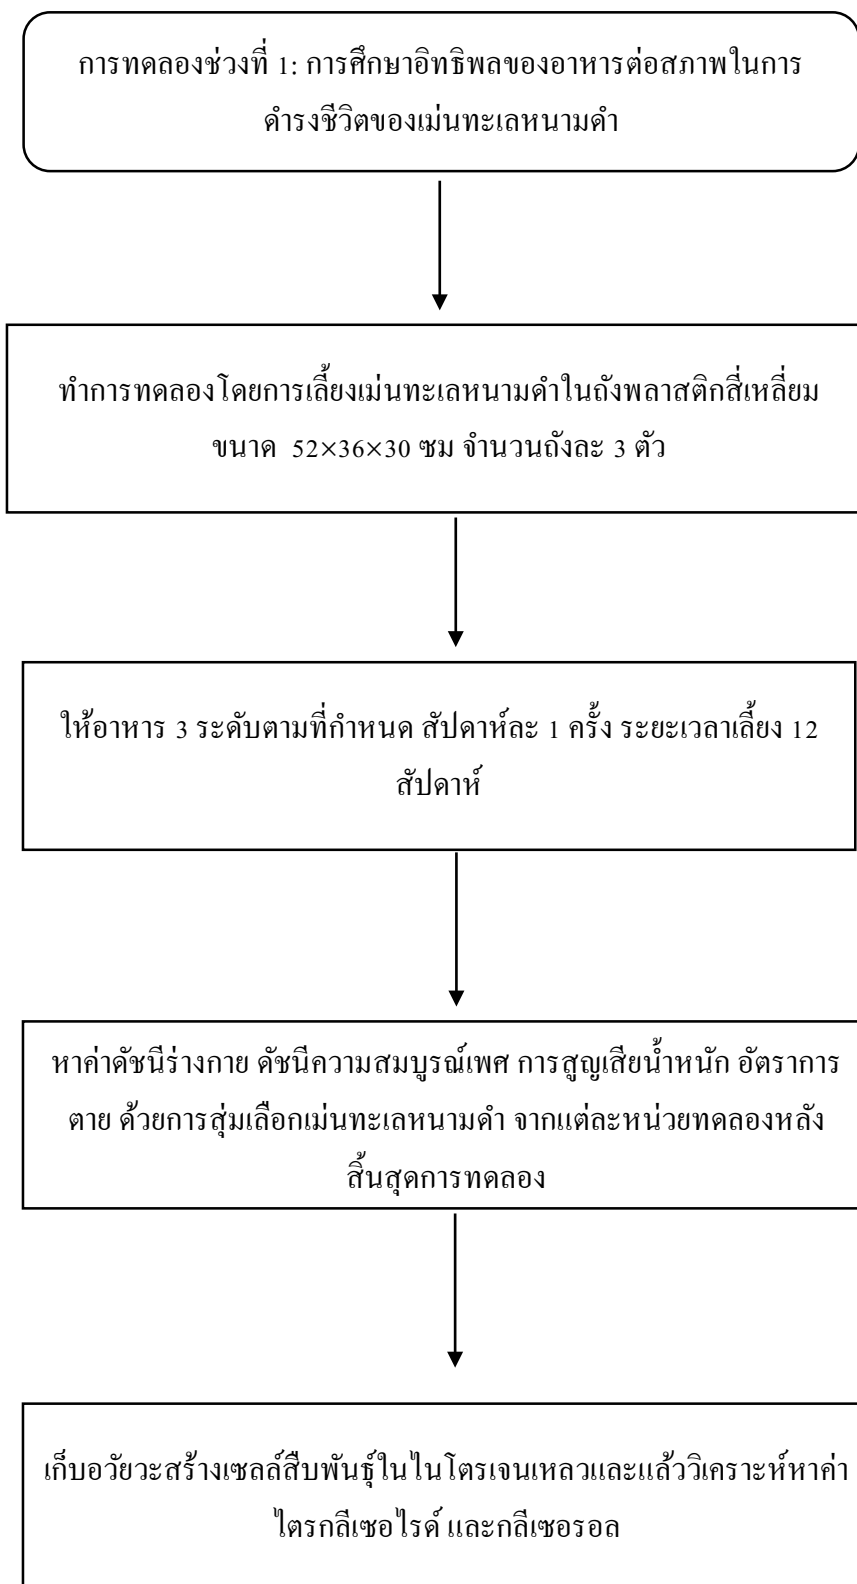 การทดลองช่วงที่ 1: การศึกษาอิทธิพลของอาหารต่อสภาพในการ
ดำรงชีวิตของเม่นทะเลหนามดำ
ทำการทดลองโดยการเลี้ยงเม่นทะเลหนามดำในถังพลาสติกสี่เหลี่ยม
ขนาด 52×36×30 ซม จำนวนถังละ 3 ตัว
ให้อาหาร 3 ระดับตามที่กำหนด สัปดาห์ละ 1 ครั้ง ระยะเวลาเลี้ยง 12
สัปดาห์
หาค่าดัชนีร่างกาย ดัชนีความสมบูรณ์เพศ การสูญเสียน้ำหนัก อัตราการ
ตาย ด้วยการสุ่มเลือกเม่นทะเลหนามดำ จากแต่ละหน่วยทดลองหลัง
สิ้นสุดการทดลอง
เก็บอวัยวะสร้างเซลล์สืบพันธุ์ในไนโตรเจนเหลวและแล้ววิเคราะห์หาค่า
ไตรกลีเซอไรด์ และกลีเซอรอล